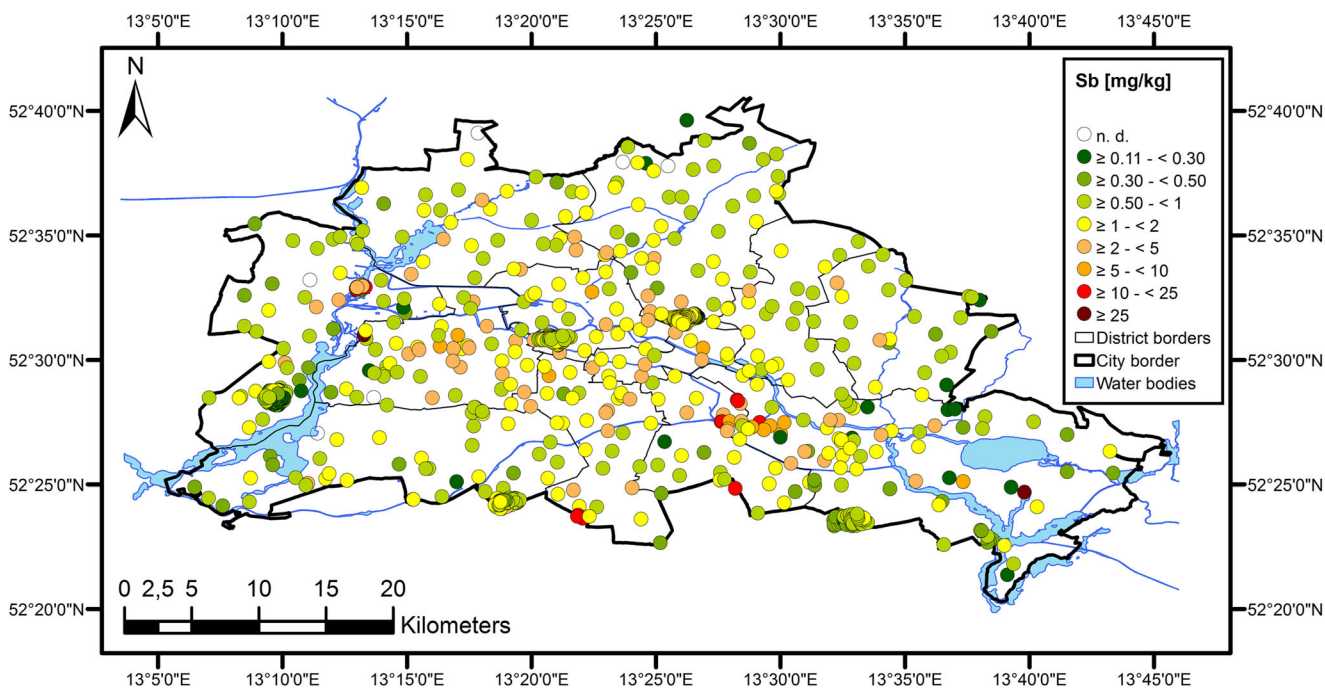 13°5'0"E 13°10'0"E 13°15'0"E 13°20'0"E 13°25'0"E 13°30'0"E 13°35'0"E 13°40'0"E 13°45'0"E
N
Sb [mg/kg]
n. d.
≥ 0.11 - < 0.30
≥ 0.30 - < 0.50
≥ 0.50 - < 1
≥ 1 - < 2
≥ 2 - < 5
≥ 5 - < 10
≥ 10 - < 25
≥ 25
District borders
City border
Water bodies
52°40'0"N 52°40'0"N
52°35'0"N 52°35'0"N
52°30'0"N 52°30'0"N
52°25'0"N 52°25'0"N
52°20'0"N 52°20'0"N
0 2,5 5 10 15 20
Kilometers
13°5'0"E 13°10'0"E 13°15'0"E 13°20'0"E 13°25'0"E 13°30'0"E 13°35'0"E 13°40'0"E 13°45'0"E